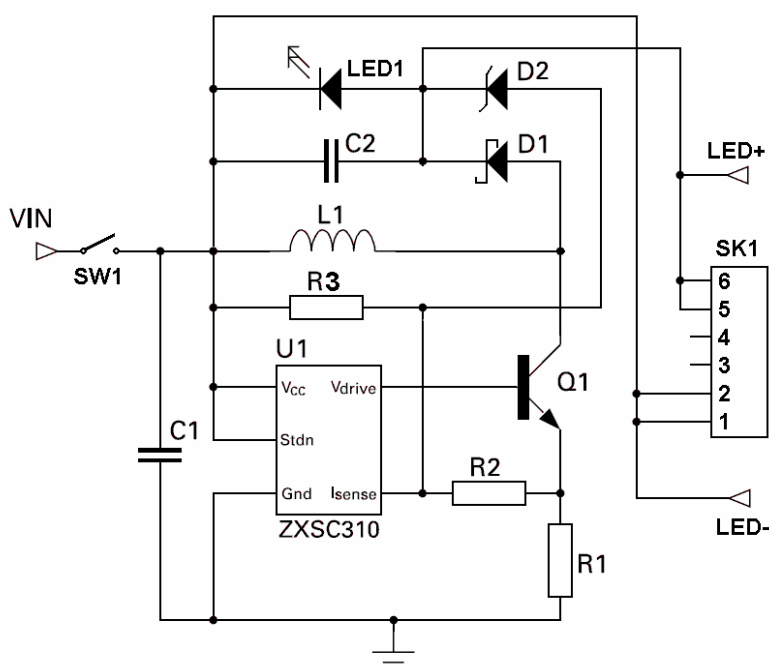 LED1
D2
C2
D1
LED+
VIN
L1
SW1
SK1
R3
6
5
4
3
2
1
U1
Vcc
Vdrive
Q1
Stdn
C1
R2
Gnd
Isense
ZXSC310
LED-
R1